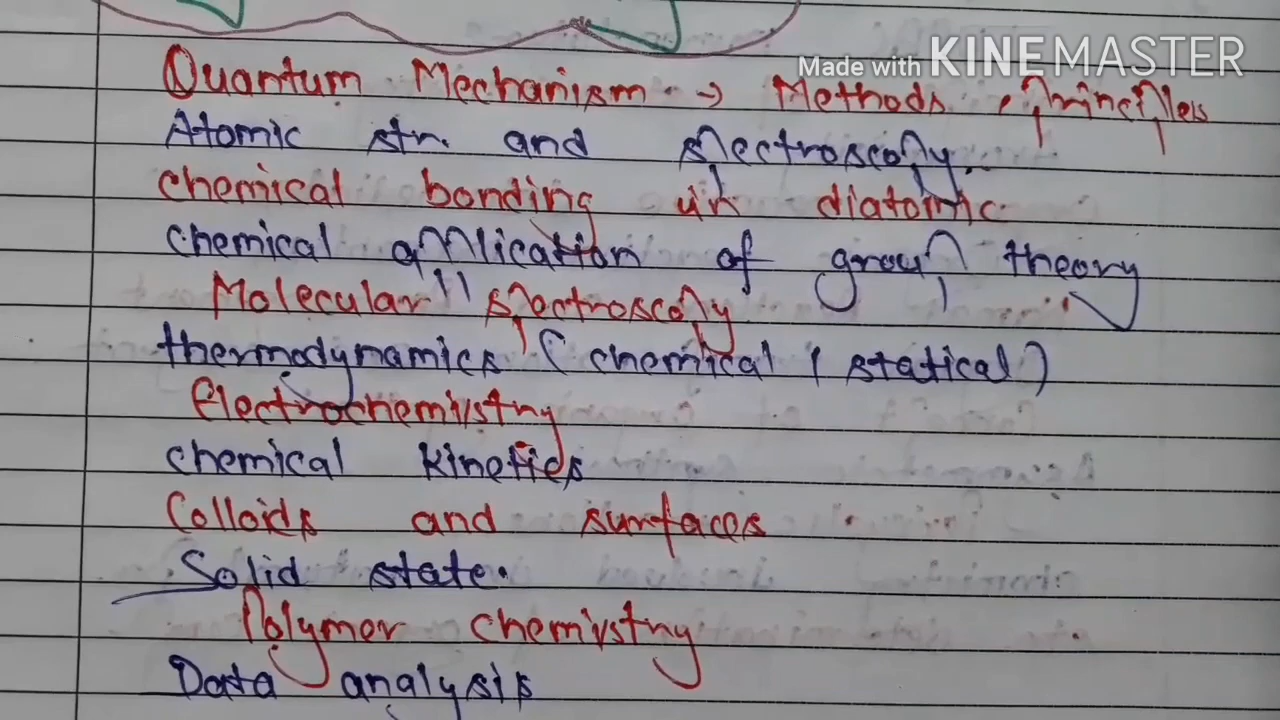 Made with KINEMASTER
Quantum Mechanism → Methods, principles
Atomic str. and spectroscopy.
chemical bonding in diatomic
chemical application of group theory
Molecular spectroscopy
thermodynamics (chemical / statical)
Electrochemistry
chemical kinetics
Colloids and surfaces
Solid state.
Polymer chemistry
Data analysis